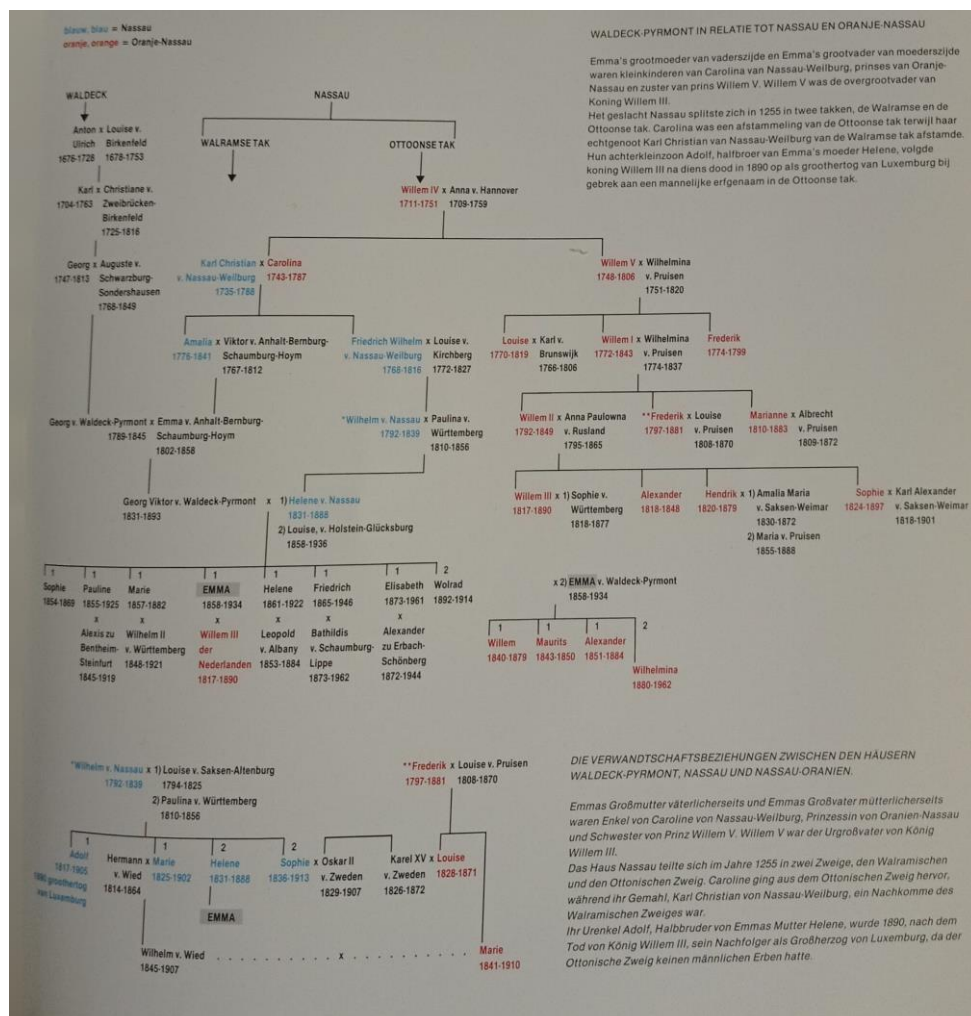 blauw, blau = Nassau
oranje, orange = Oranje-Nassau
WALDECK-PYRMONT IN RELATIE TOT NASSAU EN ORANJE-NASSAU
Emma's grootmoeder van vaderszijde en Emma's grootvader van moederszijde
waren kleinkinderen van Carolina van Nassau-Weilburg, prinses van Oranje-
Nassau en zuster van prins Willem V. Willem V was de overgrootvader van
Koning Willem III.
Het geslacht Nassau splitste zich in 1255 in twee takken, de Walramse en de
Ottoonse tak. Carolina was een afstammeling van de Ottoonse tak terwijl haar
echtgenoot Karl Christian van Nassau-Weilburg van de Walramse tak afstamde.
Hun achterkleinzoon Adolf, halfbroer van Emma's moeder Helene, volgde
koning Willem III na diens dood in 1890 op als groothertog van Luxemburg bij
gebrek aan een mannelijke erfgenaam in de Ottoonse tak.
WALDECK
NASSAU
Anton x Louise v.
Ulrich Birkenfeld
1676-1728 1678-1753
WALRAMSE TAK
OTTOONSE TAK
Karl x Christiane v.
1704-1763 Zweibrücken-
Birkenfeld
1725-1816
Willem IV x Anna v. Hannover
1711-1751 1709-1759
Georg x Auguste v.
1747-1813 Schwarzburg-
Sondershausen
1768-1849
Karl Christian x Carolina
v. Nassau-Weilburg 1743-1787
1735-1788
Willem V x Wilhelmina
1748-1806 v. Pruisen
1751-1820
Amalia x Viktor v. Anhalt-Bernburg-
1776-1841 Schaumburg-Hoym
1767-1812
Friedrich Wilhelm x Louise v.
v. Nassau-Weilburg Kirchberg
1768-1816 1772-1827
Louise x Karl v.
1770-1819 Brunswijk
1766-1806
Willem I x Wilhelmina
1772-1843 v. Pruisen
1774-1837
Frederik
1774-1799
Georg v. Waldeck-Pyrmont x Emma v. Anhalt-Bernburg-
1789-1845 Schaumburg-Hoym
1802-1858
*Wilhelm v. Nassau x Paulina v.
1792-1839 Württemberg
1810-1856
Willem II x Anna Paulowna
1792-1849 v. Rusland
1795-1865
**Frederik x Louise
1797-1881 v. Pruisen
1808-1870
Marianne x Albrecht
1810-1883 v. Pruisen
1809-1872
Georg Viktor v. Waldeck-Pyrmont x 1) Helene v. Nassau
1831-1893 1831-1888
2) Louise, v. Holstein-Glücksburg
1858-1936
Willem III x 1) Sophie v.
1817-1890 Württemberg
1818-1877
Alexander
1818-1848
Hendrik x 1) Amalia Maria
1820-1879 v. Saksen-Weimar
1830-1872
2) Maria v. Pruisen
1855-1888
Sophie x Karl Alexander
1824-1897 v. Saksen-Weimar
1818-1901
1 1 1 1 1 1 1 2
Sophie Pauline Marie EMMA Helene Friedrich Elisabeth Wolrad
1854-1869 1855-1925 1857-1882 1858-1934 1861-1922 1865-1946 1873-1961 1892-1914
x x x x x x
Alexis zu Wilhelm II Willem III Leopold Bathildis Alexander
Bentheim- v. Württemberg der v. Albany v. Schaumburg- zu Erbach-
Steinfurt 1848-1921 Nederlanden 1853-1884 Lippe Schönberg
1845-1919 1817-1890 1873-1962 1872-1944
x 2) EMMA v. Waldeck-Pyrmont
1858-1934
1 1 1 2
Willem Maurits Alexander
1840-1879 1843-1850 1851-1884
Wilhelmina
1880-1962
*Wilhelm v. Nassau x 1) Louise v. Saksen-Altenburg
1792-1839 1794-1825
2) Paulina v. Württemberg
1810-1856
**Frederik x Louise v. Pruisen
1797-1881 1808-1870
1 1 2 2
Adolf
1817-1905
1890 groothertog
van Luxemburg
Hermann x Marie
v. Wied 1825-1902
1814-1864
Helene
1831-1888
Sophie x Oskar II
1836-1913 v. Zweden
1829-1907
Karel XV x Louise
v. Zweden 1828-1871
1826-1872
EMMA
Wilhelm v. Wied . . . . . . . . . . x . . . . . . . . . . Marie
1845-1907 1841-1910
DIE VERWANDTSCHAFTSBEZIEHUNGEN ZWISCHEN DEN HÄUSERN
WALDECK-PYRMONT, NASSAU UND NASSAU-ORANIEN.
Emmas Großmutter väterlicherseits und Emmas Großvater mütterlicherseits
waren Enkel von Caroline von Nassau-Weilburg, Prinzessin von Oranien-Nassau
und Schwester von Prinz Willem V. Willem V war der Urgroßvater von König
Willem III.
Das Haus Nassau teilte sich im Jahre 1255 in zwei Zweige, den Walramischen
und den Ottonischen Zweig. Caroline ging aus dem Ottonischen Zweig hervor,
während ihr Gemahl, Karl Christian von Nassau-Weilburg, ein Nachkomme des
Walramischen Zweiges war.
Ihr Urenkel Adolf, Halbbruder von Emmas Mutter Helene, wurde 1890, nach dem
Tod von König Willem III, sein Nachfolger als Großherzog von Luxemburg, da der
Ottonische Zweig keinen männlichen Erben hatte.